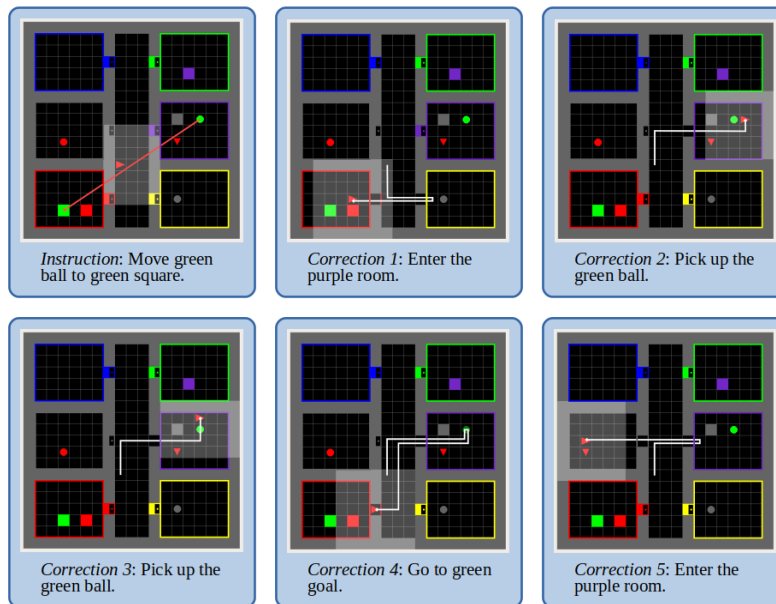 Instruction: Move green
ball to green square.
Correction 1: Enter the
purple room.
Correction 2: Pick up the
green ball.
Correction 3: Pick up the
green ball.
Correction 4: Go to green
goal.
Correction 5: Enter the
purple room.